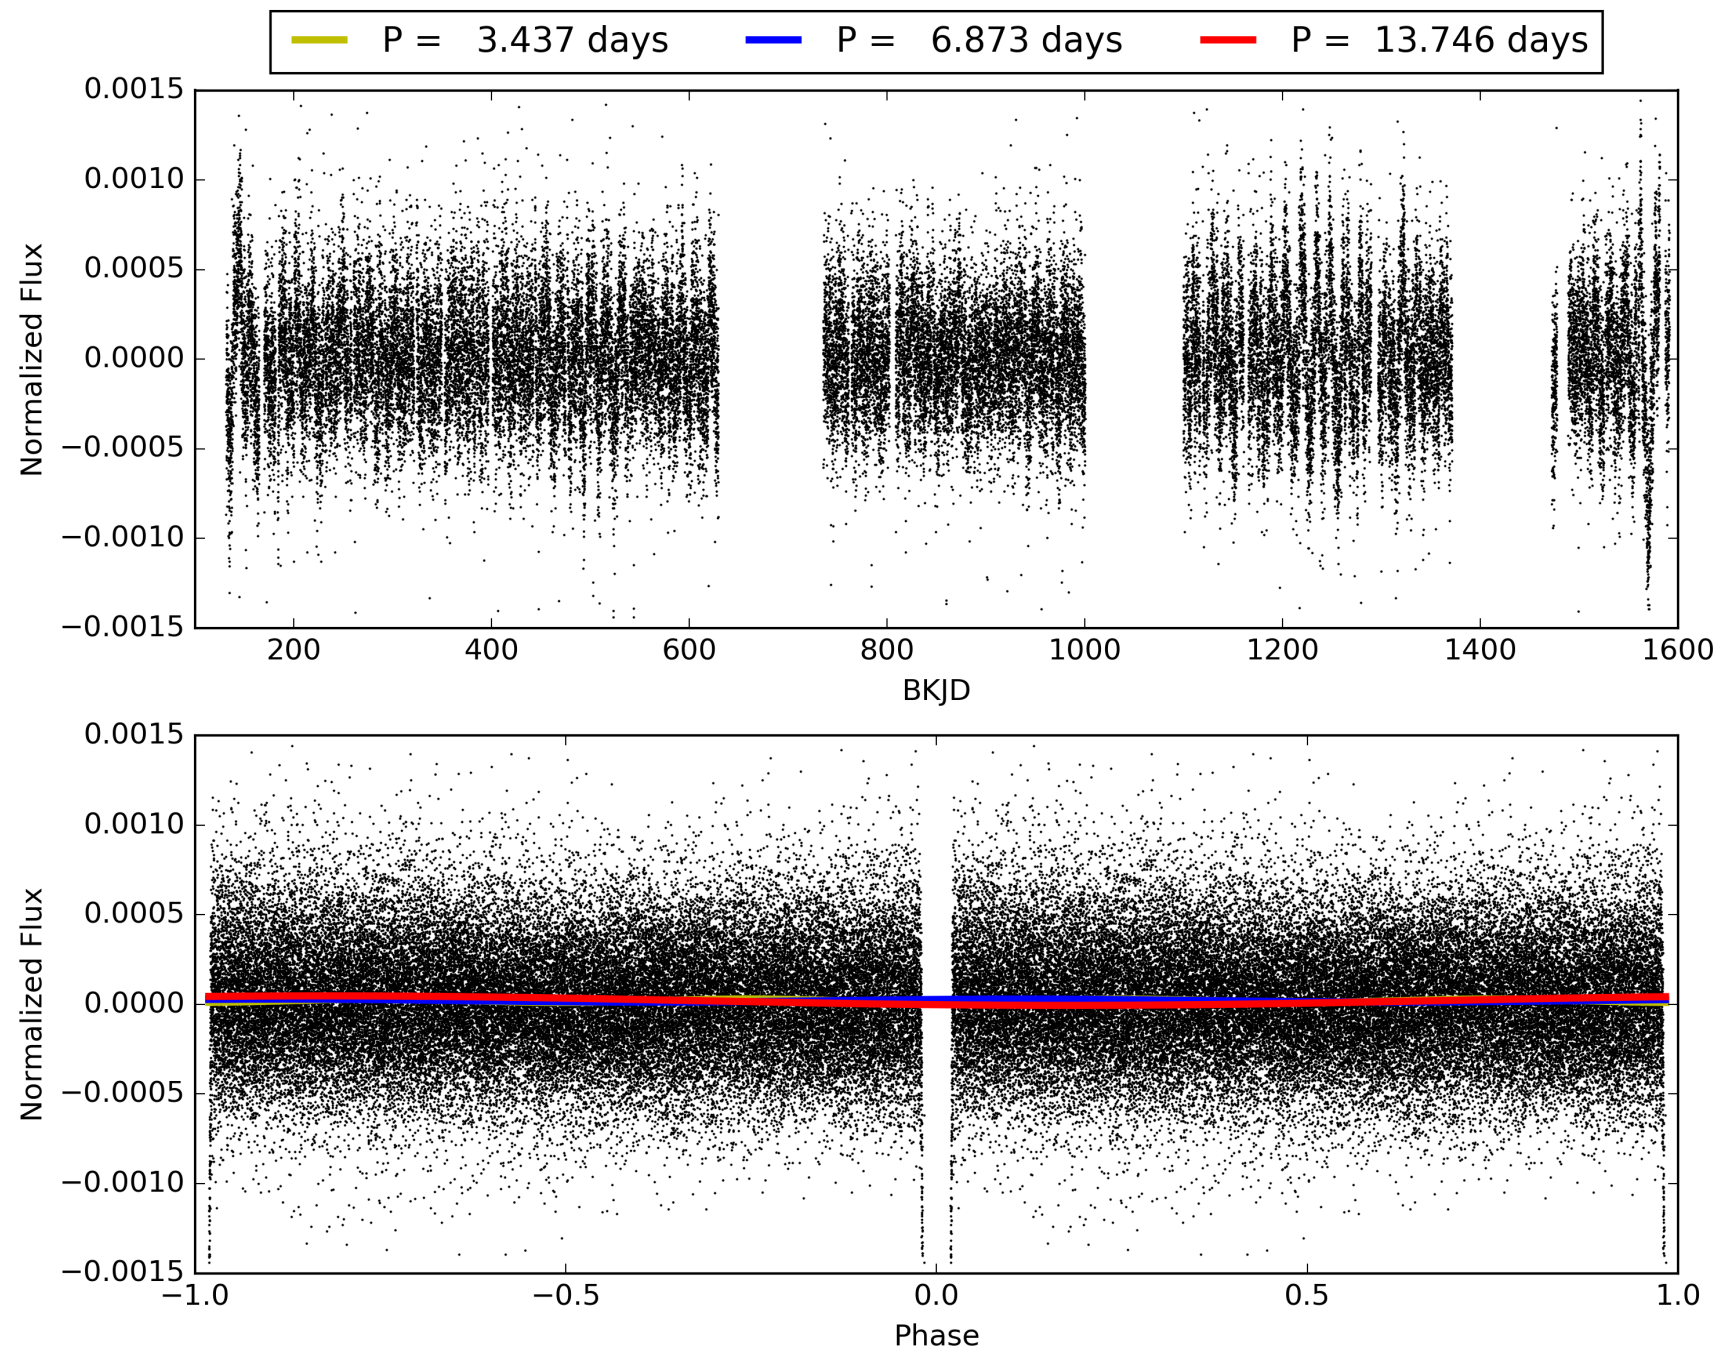 P = 3.437 days P = 6.873 days P = 13.746 days
0.0015
0.0010
0.0005
0.0000
−0.0005
−0.0010
−0.0015
Normalized Flux
200 400 600 800 1000 1200 1400 1600
BKJD
0.0015
0.0010
0.0005
0.0000
−0.0005
−0.0010
−0.0015
Normalized Flux
−1.0 −0.5 0.0 0.5 1.0
Phase